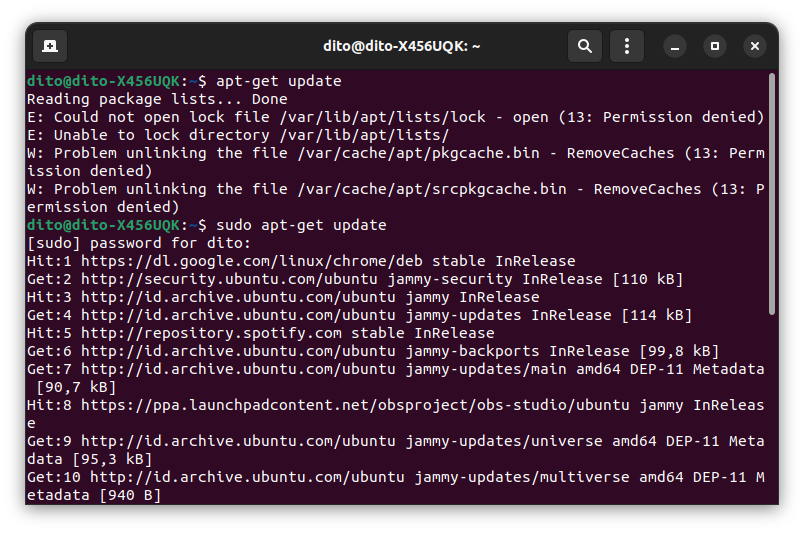 dito@dito-X456UQK: ~
dito@dito-X456UQK:~$ apt-get update
Reading package lists... Done
E: Could not open lock file /var/lib/apt/lists/lock - open (13: Permission denied)
E: Unable to lock directory /var/lib/apt/lists/
W: Problem unlinking the file /var/cache/apt/pkgcache.bin - RemoveCaches (13: Perm
ission denied)
W: Problem unlinking the file /var/cache/apt/srcpkgcache.bin - RemoveCaches (13: P
ermission denied)
dito@dito-X456UQK:~$ sudo apt-get update
[sudo] password for dito:
Hit:1 https://dl.google.com/linux/chrome/deb stable InRelease
Get:2 http://security.ubuntu.com/ubuntu jammy-security InRelease [110 kB]
Hit:3 http://id.archive.ubuntu.com/ubuntu jammy InRelease
Get:4 http://id.archive.ubuntu.com/ubuntu jammy-updates InRelease [114 kB]
Hit:5 http://repository.spotify.com stable InRelease
Get:6 http://id.archive.ubuntu.com/ubuntu jammy-backports InRelease [99,8 kB]
Get:7 http://id.archive.ubuntu.com/ubuntu jammy-updates/main amd64 DEP-11 Metadata
 [90,7 kB]
Hit:8 https://ppa.launchpadcontent.net/obsproject/obs-studio/ubuntu jammy InReleas
e
Get:9 http://id.archive.ubuntu.com/ubuntu jammy-updates/universe amd64 DEP-11 Meta
data [95,3 kB]
Get:10 http://id.archive.ubuntu.com/ubuntu jammy-updates/multiverse amd64 DEP-11 M
etadata [940 B]